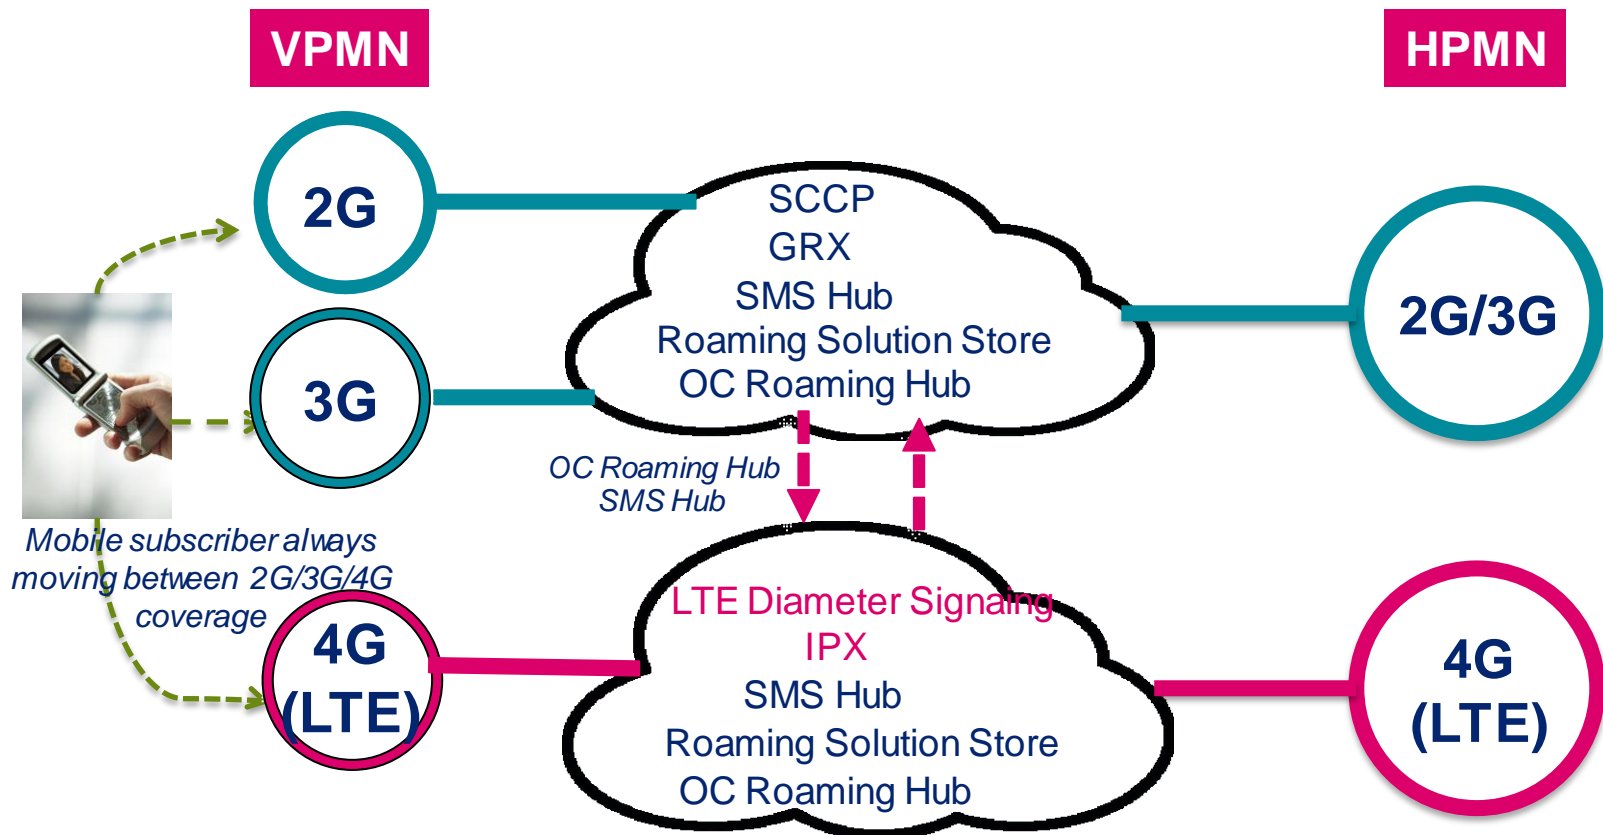 VPMN
HPMN
2G
3G
Mobile subscriber always
moving between 2G/3G/4G
coverage
4G
(LTE)
SCCP
GRX
SMS Hub
Roaming Solution Store
OC Roaming Hub
OC Roaming Hub
SMS Hub
LTE Diameter Signaing
IPX
SMS Hub
Roaming Solution Store
OC Roaming Hub
2G/3G
4G
(LTE)